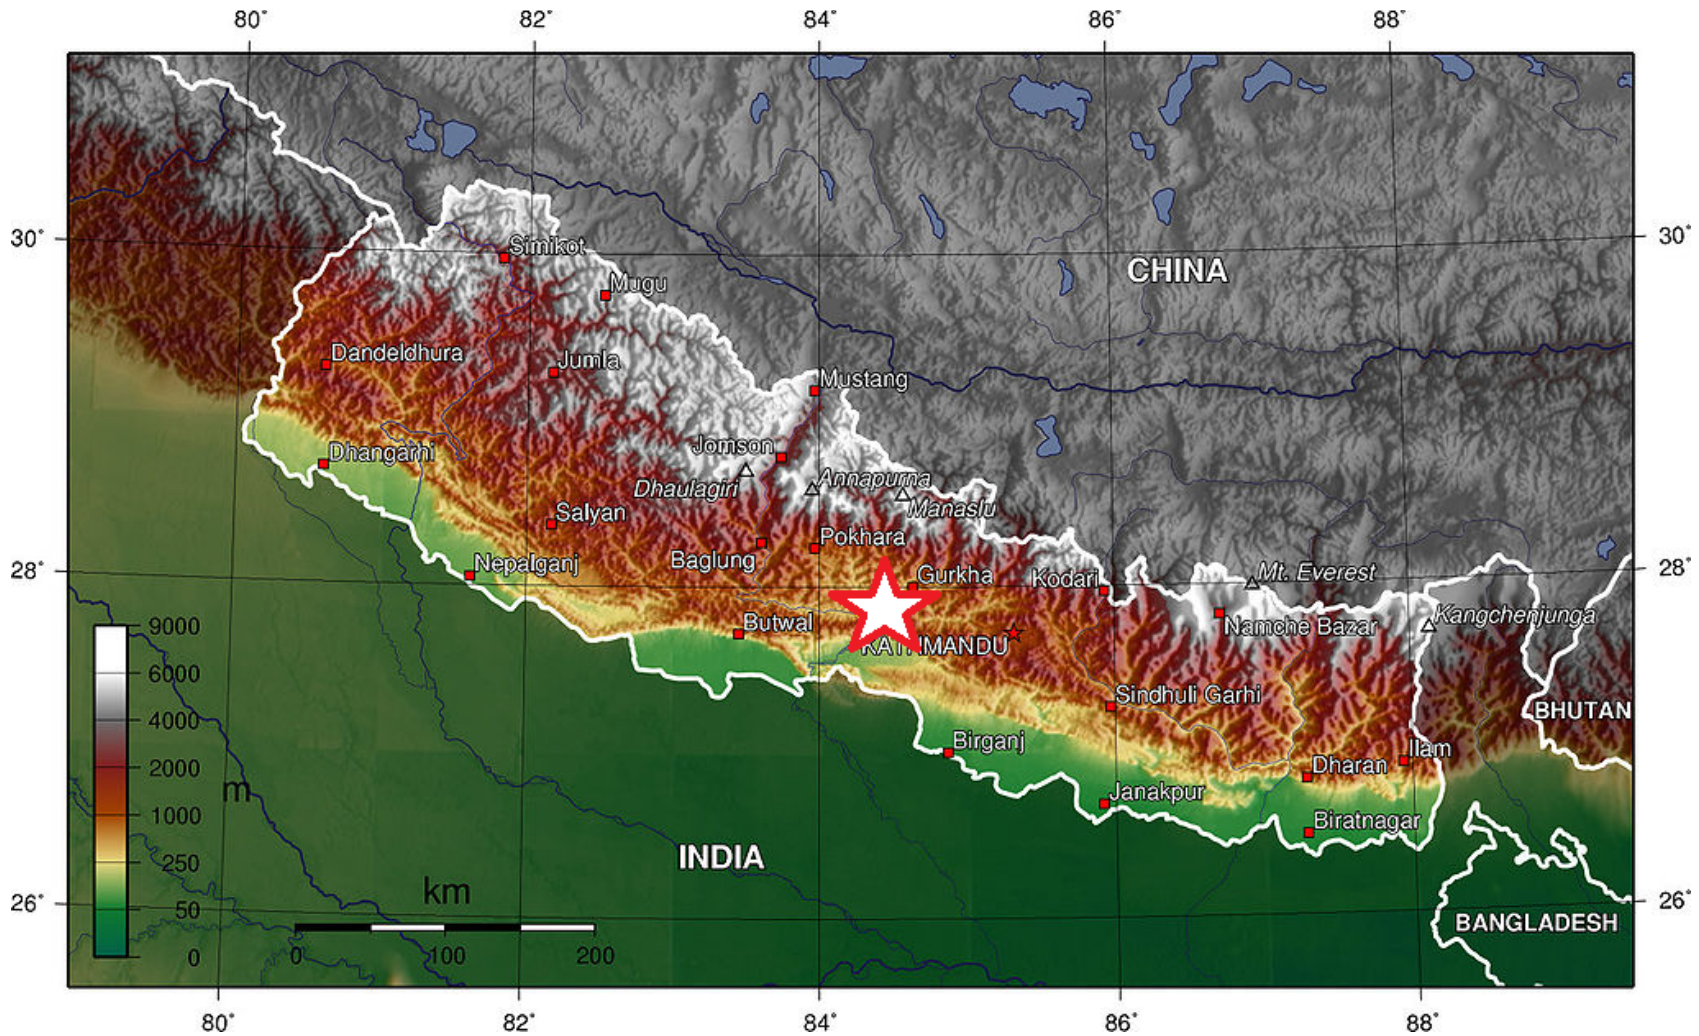 80° 82° 84° 86° 88°
30° 30°
Simikot
CHINA
Mugu
Dandeldhura
Jumla
Mustang
Jomson
Dhangarhi
Annapurna
Dhaulagiri
Manaslu
Salyan
Pokhara
Baglung
Nepalganj
28° 28°
Gurkha
Kodari
Mt. Everest
Kangchenjunga
Butwal
Namche Bazar
KATHMANDU
9000
6000
Sindhuli Garhi
BHUTAN
4000
Birganj
Ilam
2000
Dharan
m
Janakpur
1000
Biratnagar
INDIA
250
km
26° 26°
50
BANGLADESH
0
0 100 200
80° 82° 84° 86° 88°